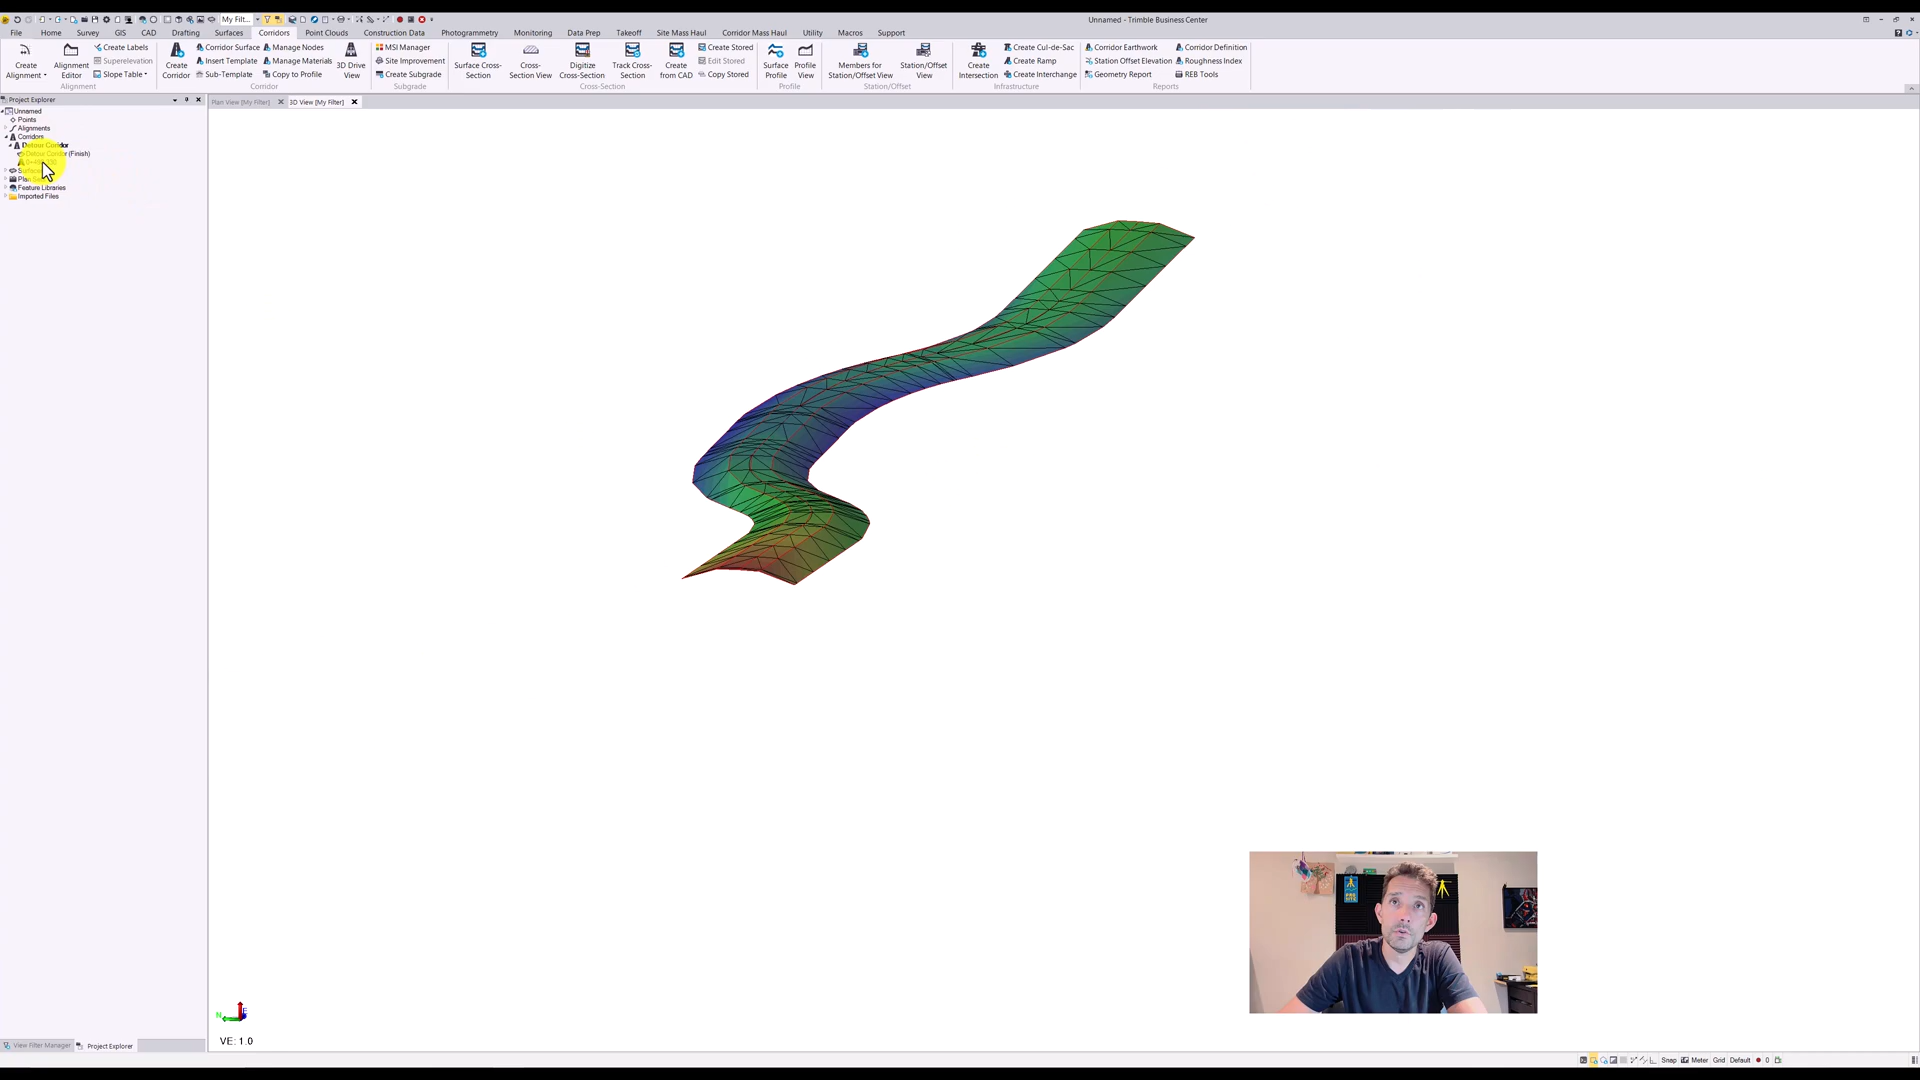 My Filt...
Unnamed - Trimble Business Center
File Home Survey GIS CAD Drafting Surfaces Corridors Point Clouds Construction Data Photogrammetry Monitoring Data Prep Takeoff Site Mass Haul Corridor Mass Haul Utility Macros Support
Create Alignment
Alignment Editor
Create Labels
Superelevation
Slope Table
Alignment
Create Corridor
Corridor Surface
Insert Template
Sub-Template
Manage Nodes
Manage Materials
Copy to Profile
3D Drive View
Corridor
MSI Manager
Site Improvement
Create Subgrade
Subgrade
Surface Cross-Section
Cross-Section View
Digitize Cross-Section
Track Cross-Section
Create from CAD
Create Stored
Edit Stored
Copy Stored
Cross-Section
Surface Profile
Profile View
Profile
Members for Station/Offset View
Station/Offset View
Station/Offset
Create Intersection
Create Cul-de-Sac
Create Ramp
Create Interchange
Infrastructure
Corridor Earthwork
Station Offset Elevation
Geometry Report
Corridor Definition
Roughness Index
REB Tools
Reports
Project Explorer
Plan View [My Filter]
3D View [My Filter]
Unnamed
Points
Alignments
Corridors
Detour Corridor
(Finish)
Feature Libraries
Imported Files
N
VE: 1.0
View Filter Manager
Project Explorer
Snap Meter Grid Default 0